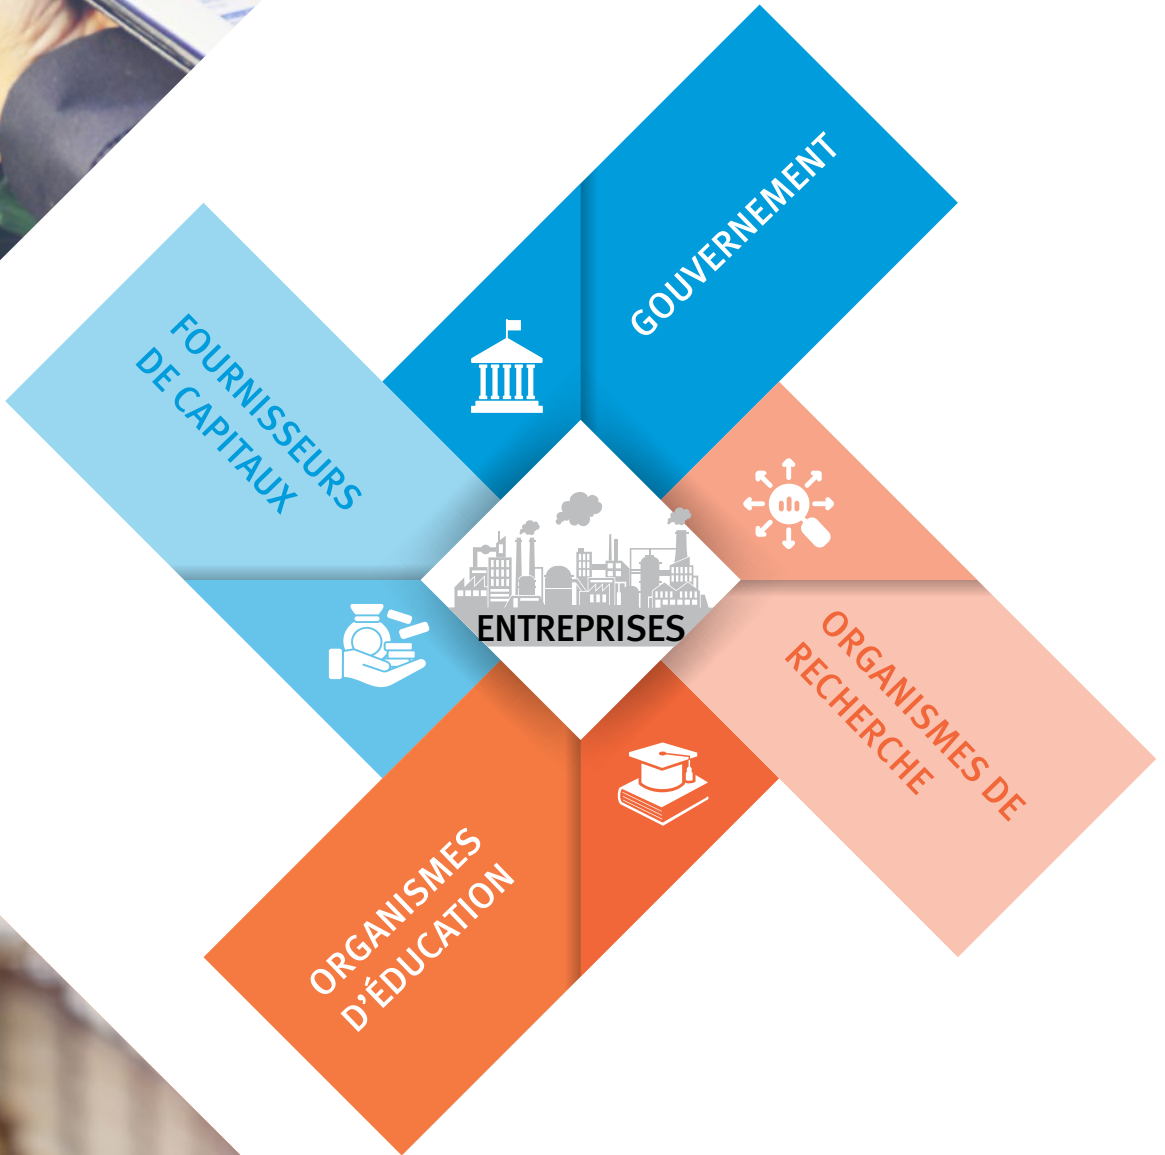 GOUVERNEMENT
FOURNISSEURS
DE CAPITAUX
ENTREPRISES
ORGANISMES DE
RECHERCHE
ORGANISMES
D’ÉDUCATION